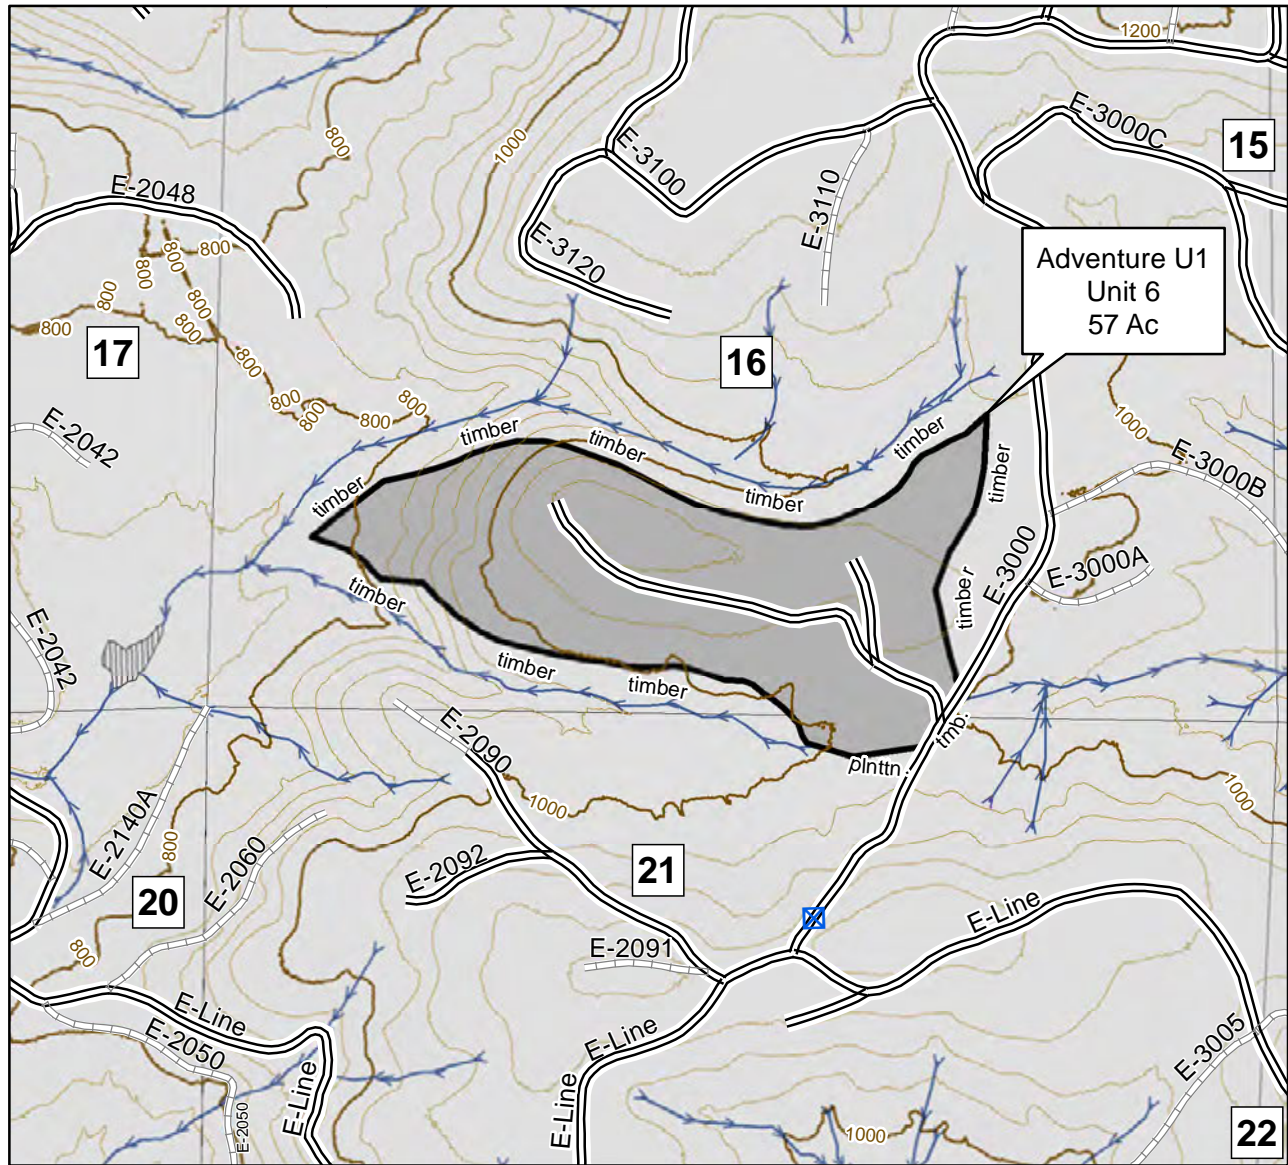 1200
E-3000C
15
800
1000
E-3100
E-2048
E-3110
800
800
800
E-3120
Adventure U1
Unit 6
57 Ac
800
800
800
800
17
16
800
800
800
800
800
1000
E-2042
timber
timber
timber
E-3000B
timber
timber
timber
E-3000
E-3000A
timber
timber
E-2042
timber
timber
tmb.
E-2090
plnttn
1000
1000
E-2140A
800
E-2060
E-2092
21
20
E-Line
800
E-2091
E-Line
E-2050
E-Line
E-3005
E-Line
E-Line
E-2050
1000
22